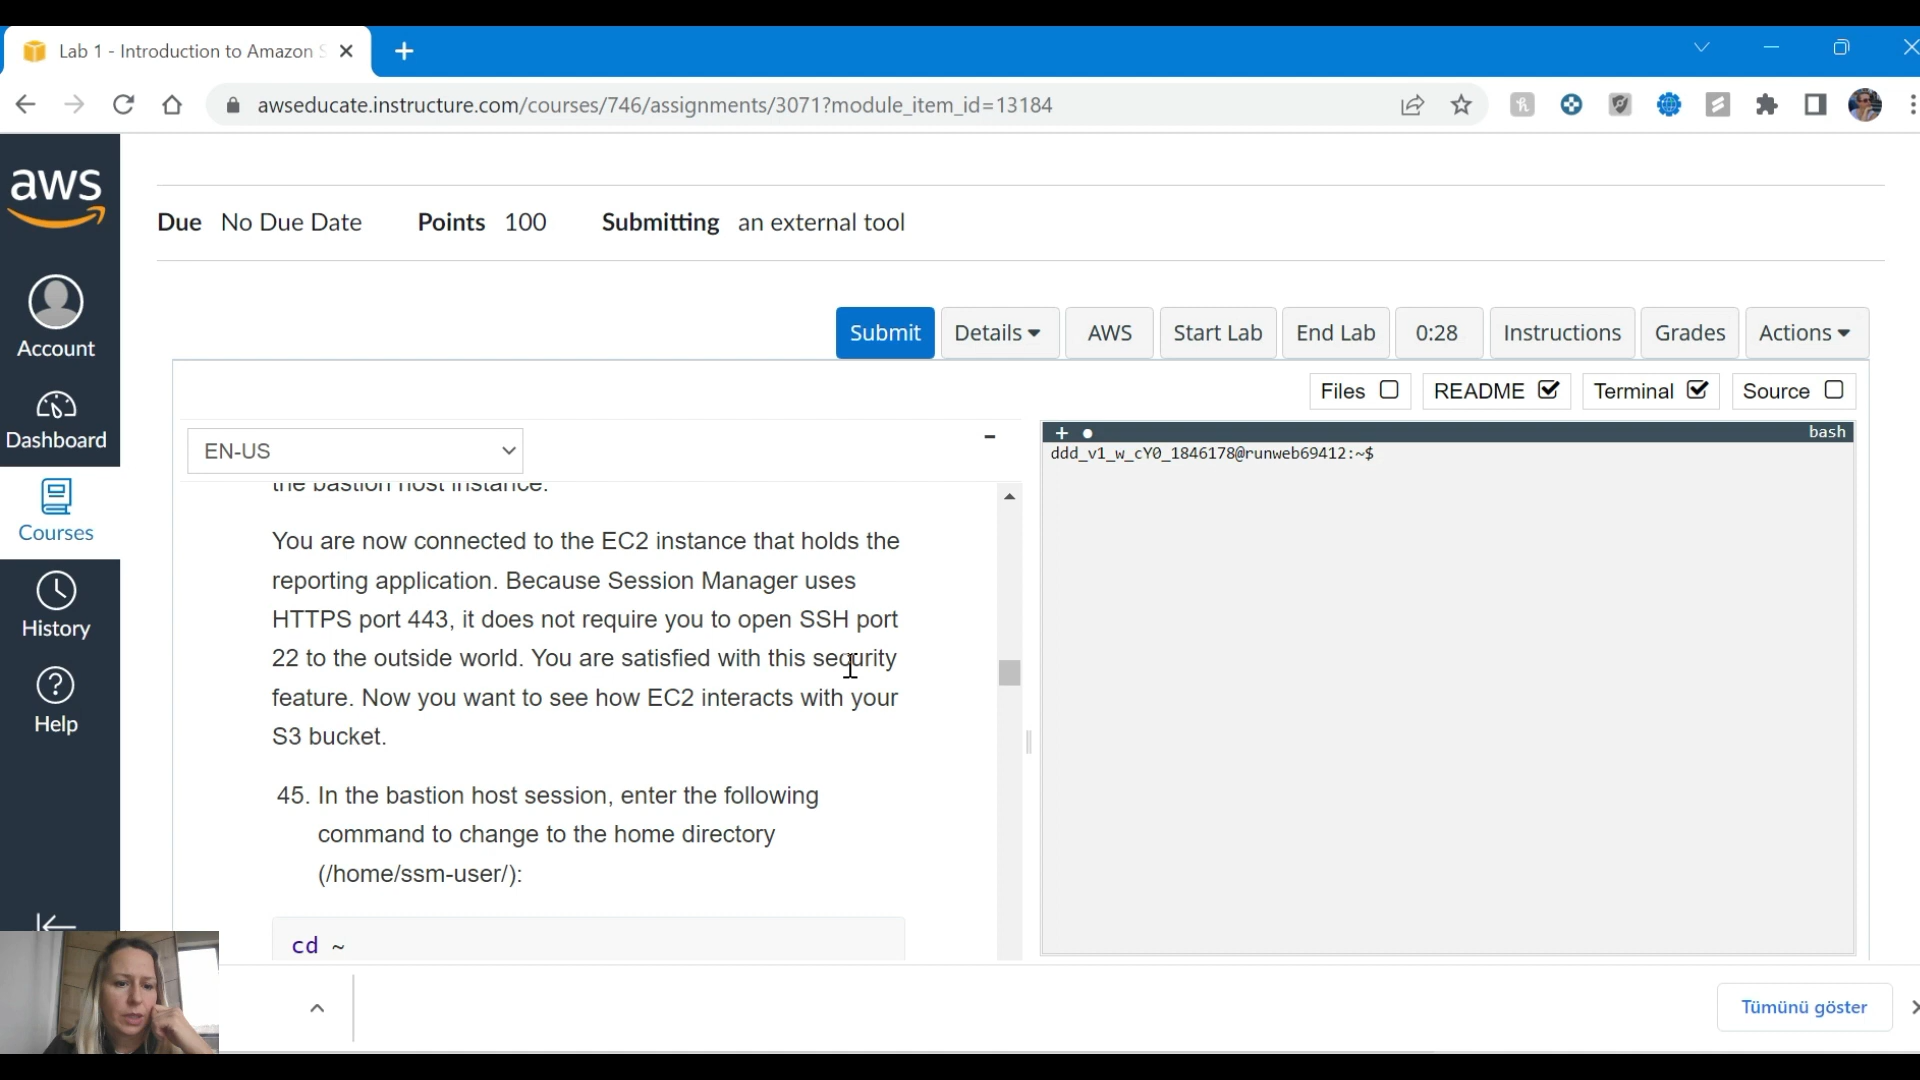 Lab 1 - Introduction to Amazon S
awseducate.instructure.com/courses/746/assignments/3071?module_item_id=13184
aws
Due No Due Date Points 100 Submitting an external tool
Account
Dashboard
Courses
History
Help
Submit Details AWS Start Lab End Lab 0:28 Instructions Grades Actions
Files README Terminal Source
EN-US
+ bash
ddd_v1_w_cY0_1846178@runweb69412:~$
the bastion host instance.
You are now connected to the EC2 instance that holds the
reporting application. Because Session Manager uses
HTTPS port 443, it does not require you to open SSH port
22 to the outside world. You are satisfied with this security
feature. Now you want to see how EC2 interacts with your
S3 bucket.
45. In the bastion host session, enter the following
command to change to the home directory
(/home/ssm-user/):
cd ~
Tümünü göster